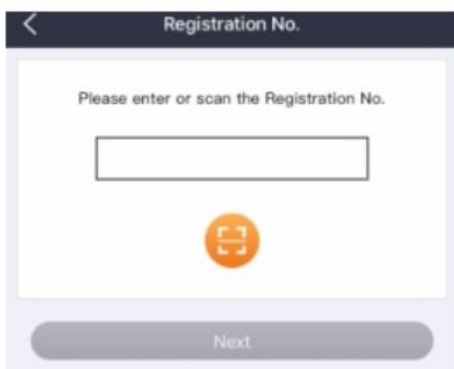 Registration No.
Please enter or scan the Registration No.
Next